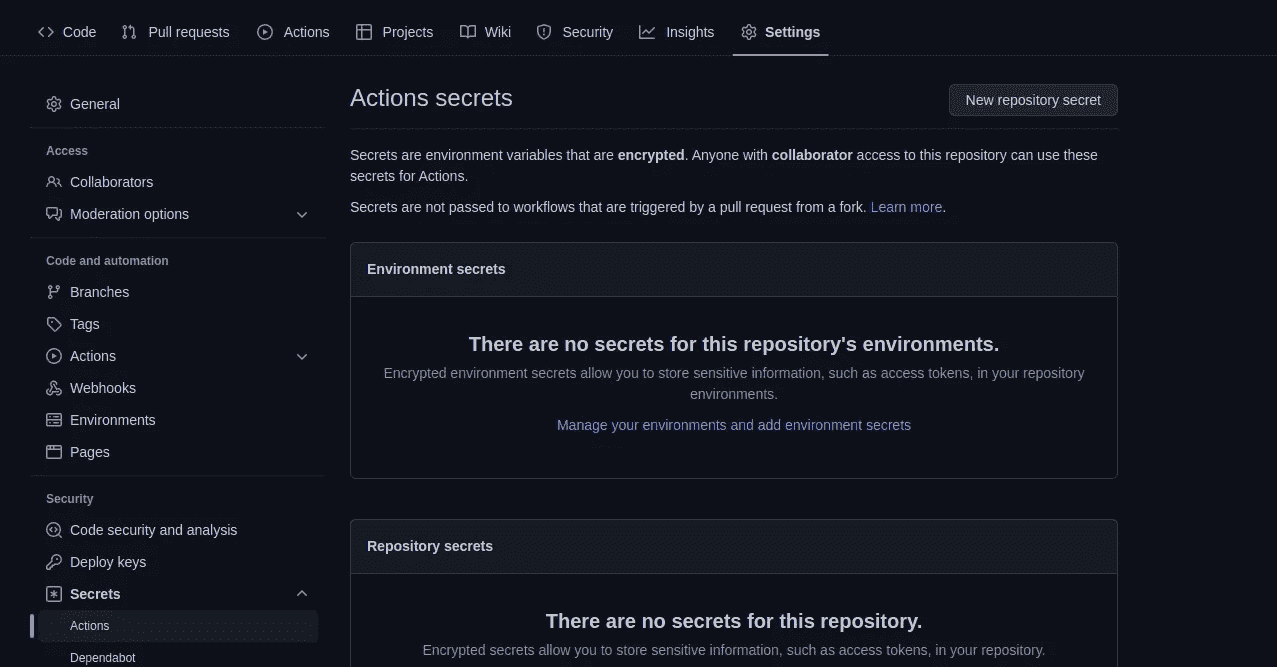 Code Pull requests Actions Projects Wiki Security Insights Settings
General
Access
Collaborators
Moderation options
Code and automation
Branches
Tags
Actions
Webhooks
Environments
Pages
Security
Code security and analysis
Deploy keys
Secrets
Actions
Dependabot
Actions secrets
New repository secret
Secrets are environment variables that are encrypted. Anyone with collaborator access to this repository can use these
secrets for Actions.
Secrets are not passed to workflows that are triggered by a pull request from a fork. Learn more.
Environment secrets
There are no secrets for this repository's environments.
Encrypted environment secrets allow you to store sensitive information, such as access tokens, in your repository
environments.
Manage your environments and add environment secrets
Repository secrets
There are no secrets for this repository.
Encrypted secrets allow you to store sensitive information, such as access tokens, in your repository.